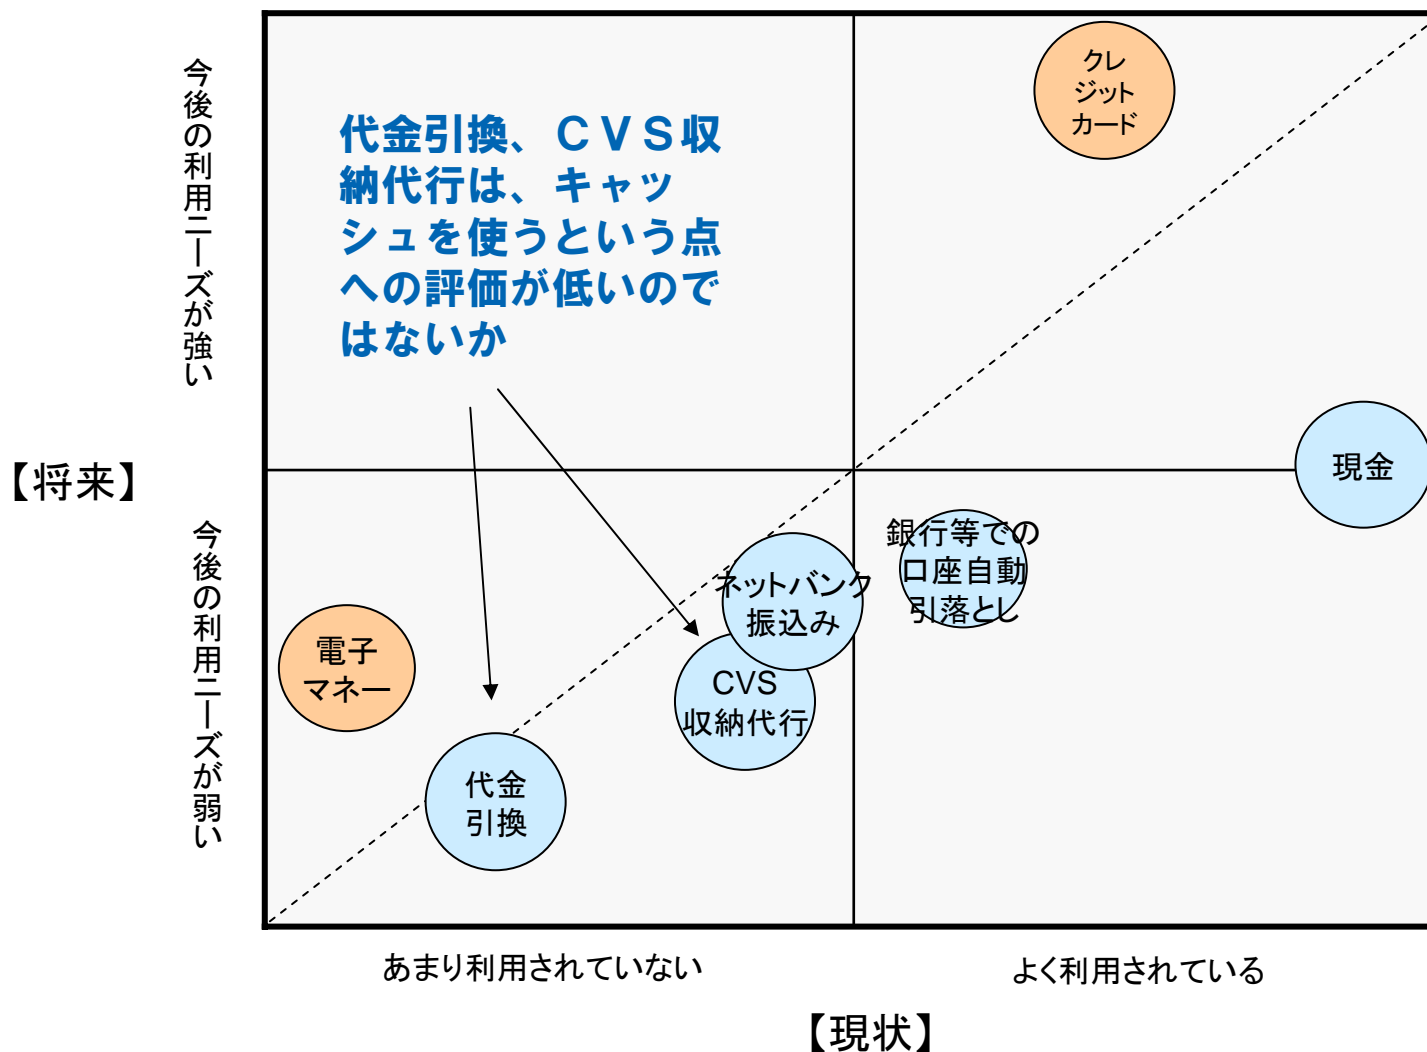 今後の利用ニーズが強い
代金引換、ＣＶＳ収
納代行は、キャッ
シュを使うという点
への評価が低いので
はないか
クレ
ジット
カード
【将来】
現金
今後の利用ニーズが弱い
銀行等での
口座自動
引落とし
ネットバンク
振込み
電子
マネー
CVS
収納代行
代金
引換
あまり利用されていない
よく利用されている
【現状】